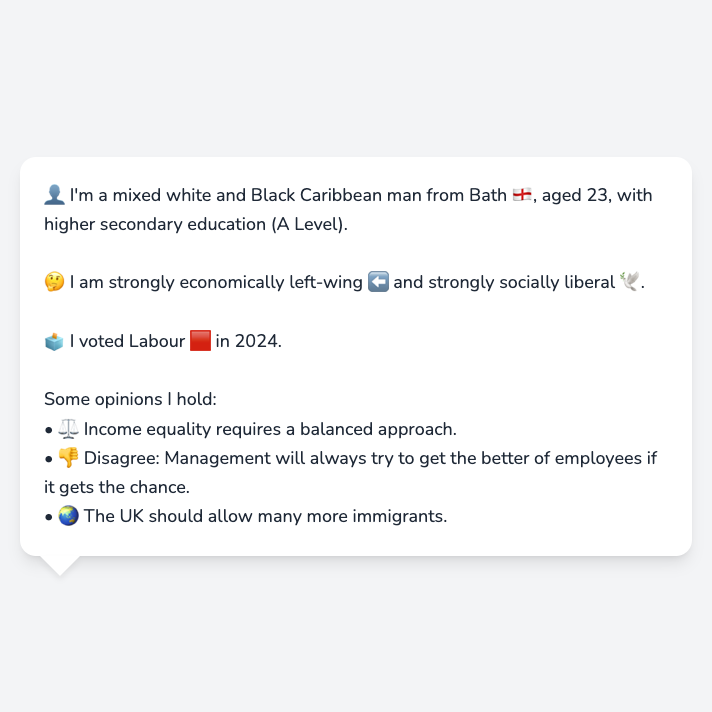 👤 I'm a mixed white and Black Caribbean man from Bath 🏴󠁧󠁢󠁥󠁮󠁧󠁿, aged 23, with
higher secondary education (A Level).
🤔 I am strongly economically left-wing ⬅️ and strongly socially liberal 🕊️.
🗳️ I voted Labour 🟥 in 2024.
Some opinions I hold:
• ⚖️ Income equality requires a balanced approach.
• 👎 Disagree: Management will always try to get the better of employees if
it gets the chance.
• 🌏 The UK should allow many more immigrants.